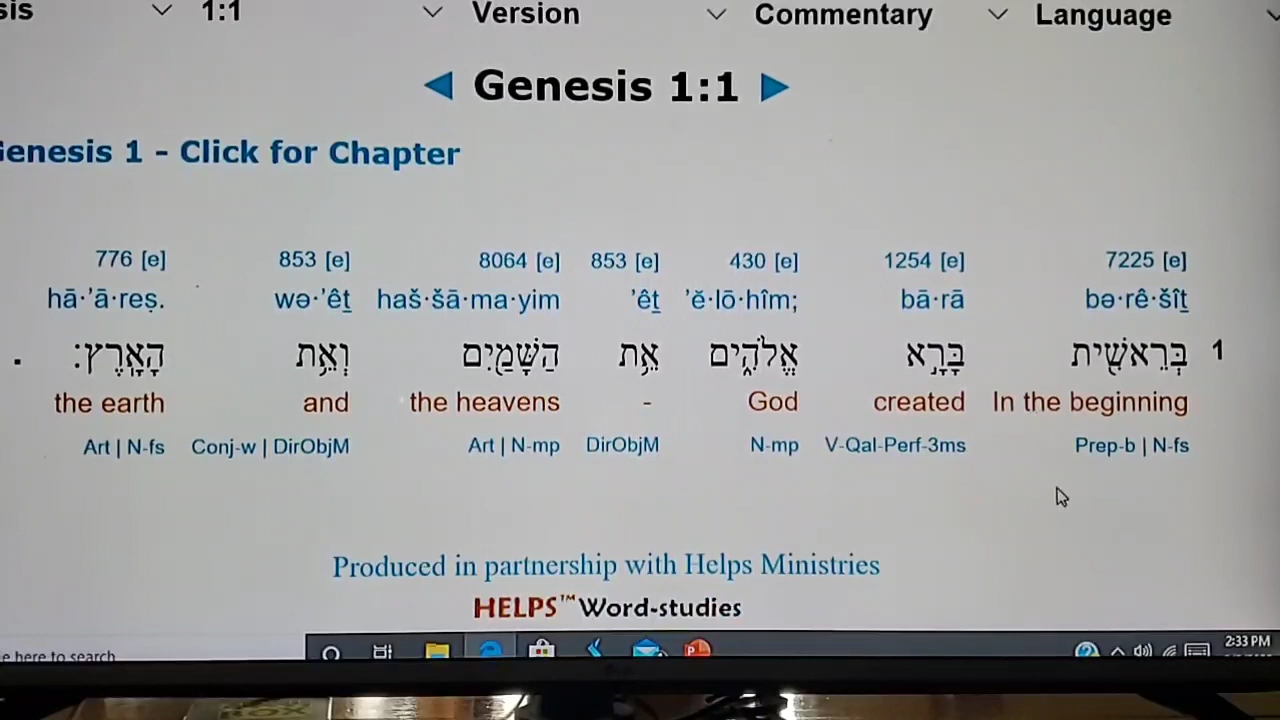 sis 1:1 Version Commentary Language
◄ Genesis 1:1 ►
Genesis 1 - Click for Chapter
776 [e] 853 [e] 8064 [e] 853 [e] 430 [e] 1254 [e] 7225 [e]
hā·’ā·reṣ. wə·’êṯ haš·šā·ma·yim ’êṯ ’ĕ·lō·hîm; bā·rā bə·rê·šîṯ
1 בְּרֵאשִׁ֖ית בָּרָ֣א אֱלֹהִ֑ים אֵ֥ת הַשָּׁמַ֖יִם וְאֵ֥ת הָאָֽרֶץ׃ .
the earth and the heavens - God created In the beginning
Art | N-fs Conj-w | DirObjM Art | N-mp DirObjM N-mp V-Qal-Perf-3ms Prep-b | N-fs
Produced in partnership with Helps Ministries
HELPS™ Word-studies
e here to search 2:33 PM